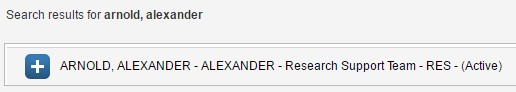 Search results for arnold, alexander
ARNOLD, ALEXANDER - ALEXANDER - Research Support Team - RES - (Active)